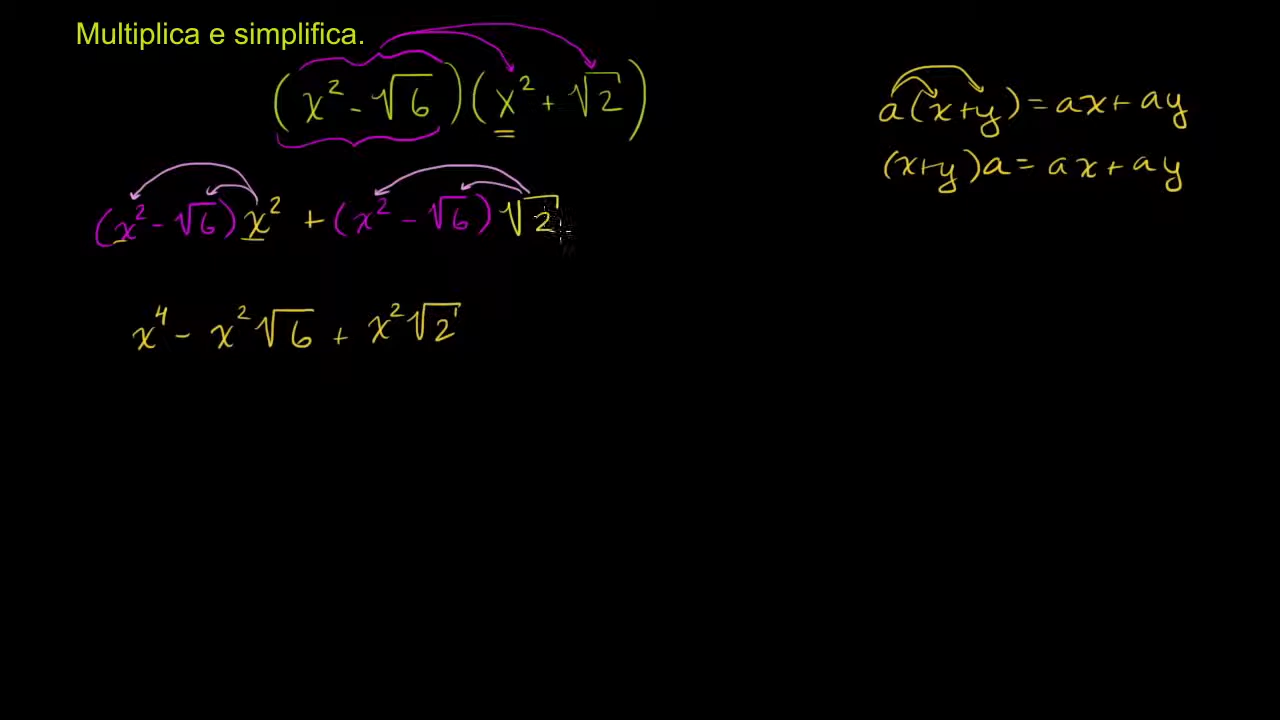 Multiplica e simplifica.
(x² - √6)(x² + √2)
(x² - √6)x² + (x² - √6)√2
x⁴ - x²√6 + x²√2
a(x+y) = ax + ay
(x+y)a = ax + ay